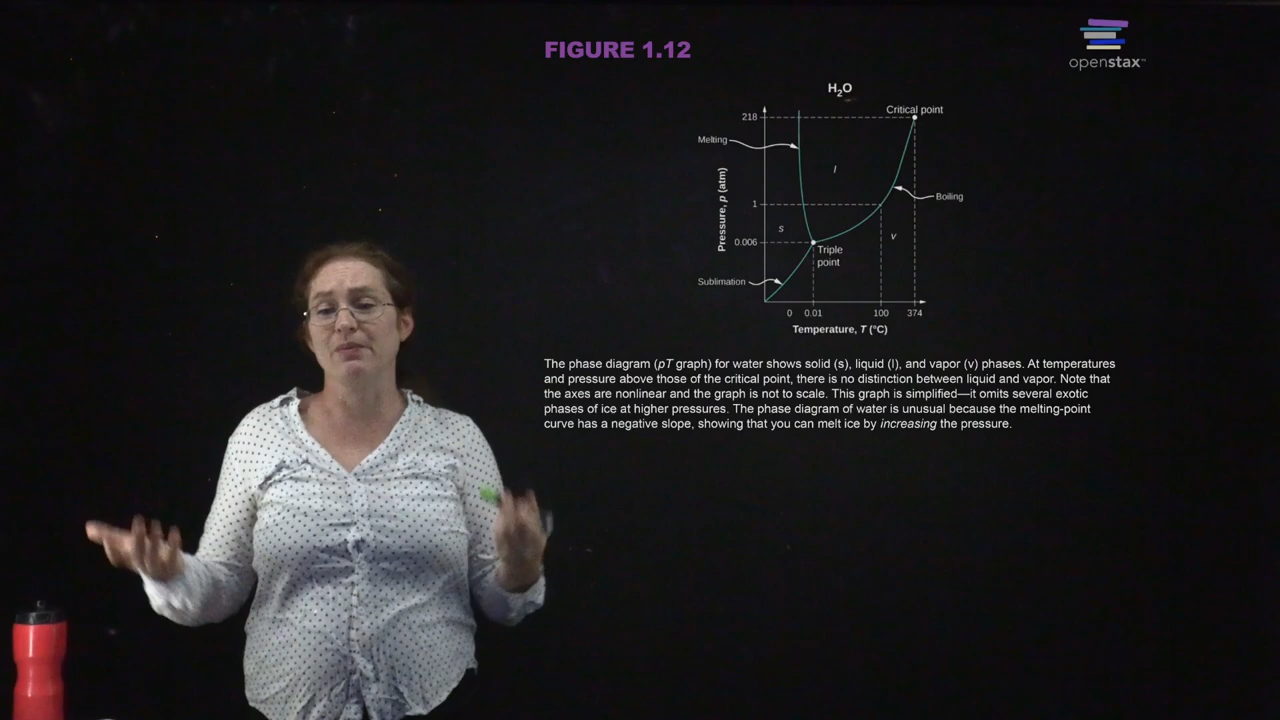 FIGURE 1.12
openstax™
H₂O
Critical point
218
Melting
l
Pressure, p (atm)
Boiling
1
s
v
0.006
Triple
point
Sublimation
0 0.01 100 374
Temperature, T (°C)
The phase diagram (pT graph) for water shows solid (s), liquid (l), and vapor (v) phases. At temperatures
and pressure above those of the critical point, there is no distinction between liquid and vapor. Note that
the axes are nonlinear and the graph is not to scale. This graph is simplified—it omits several exotic
phases of ice at higher pressures. The phase diagram of water is unusual because the melting-point
curve has a negative slope, showing that you can melt ice by increasing the pressure.